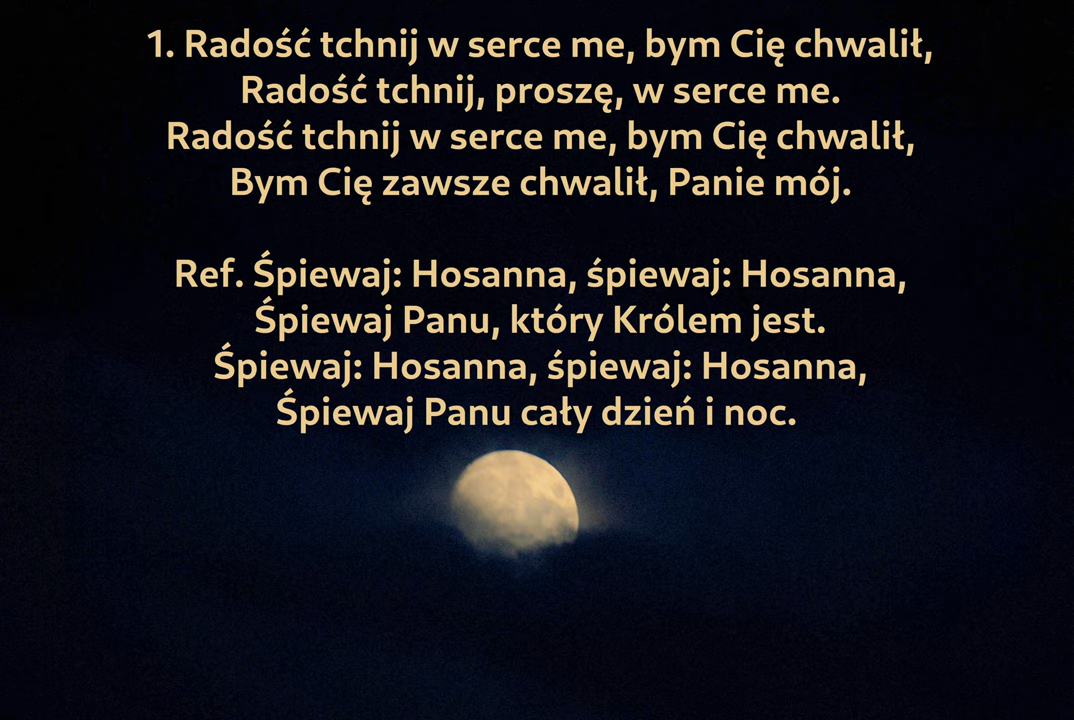 1. Radość tchnij w serce me, bym Cię chwalił,
Radość tchnij, proszę, w serce me.
Radość tchnij w serce me, bym Cię chwalił,
Bym Cię zawsze chwalił, Panie mój.
Ref. Śpiewaj: Hosanna, śpiewaj: Hosanna,
Śpiewaj Panu, który Królem jest.
Śpiewaj: Hosanna, śpiewaj: Hosanna,
Śpiewaj Panu cały dzień i noc.